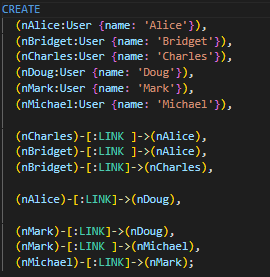 CREATE
(nAlice:User {name: 'Alice'}),
(nBridget:User {name: 'Bridget'}),
(nCharles:User {name: 'Charles'}),
(nDoug:User {name: 'Doug'}),
(nMark:User {name: 'Mark'}),
(nMichael:User {name: 'Michael'}),
(nCharles)-[:LINK ]->(nAlice),
(nBridget)-[:LINK ]->(nAlice),
(nBridget)-[:LINK]->(nCharles),
(nAlice)-[:LINK]->(nDoug),
(nMark)-[:LINK]->(nDoug),
(nMark)-[:LINK ]->(nMichael),
(nMichael)-[:LINK]->(nMark);